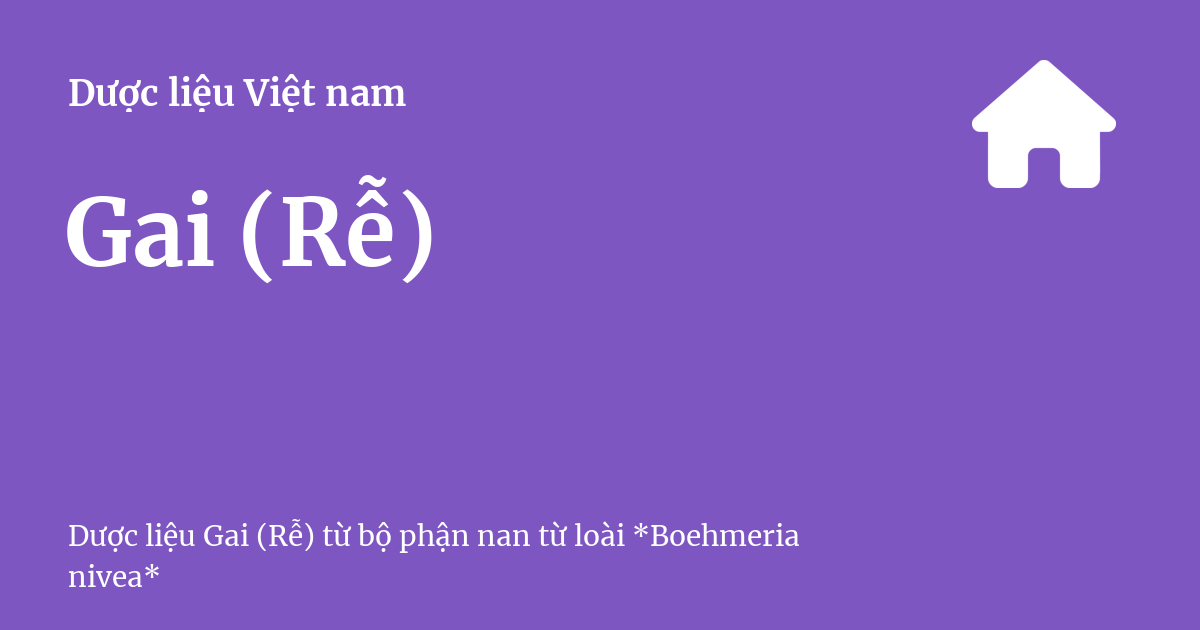 Dược liệu Việt nam
Gai (Rễ)
Dược liệu Gai (Rễ) từ bộ phận nan từ loài *Boehmeria
nivea*